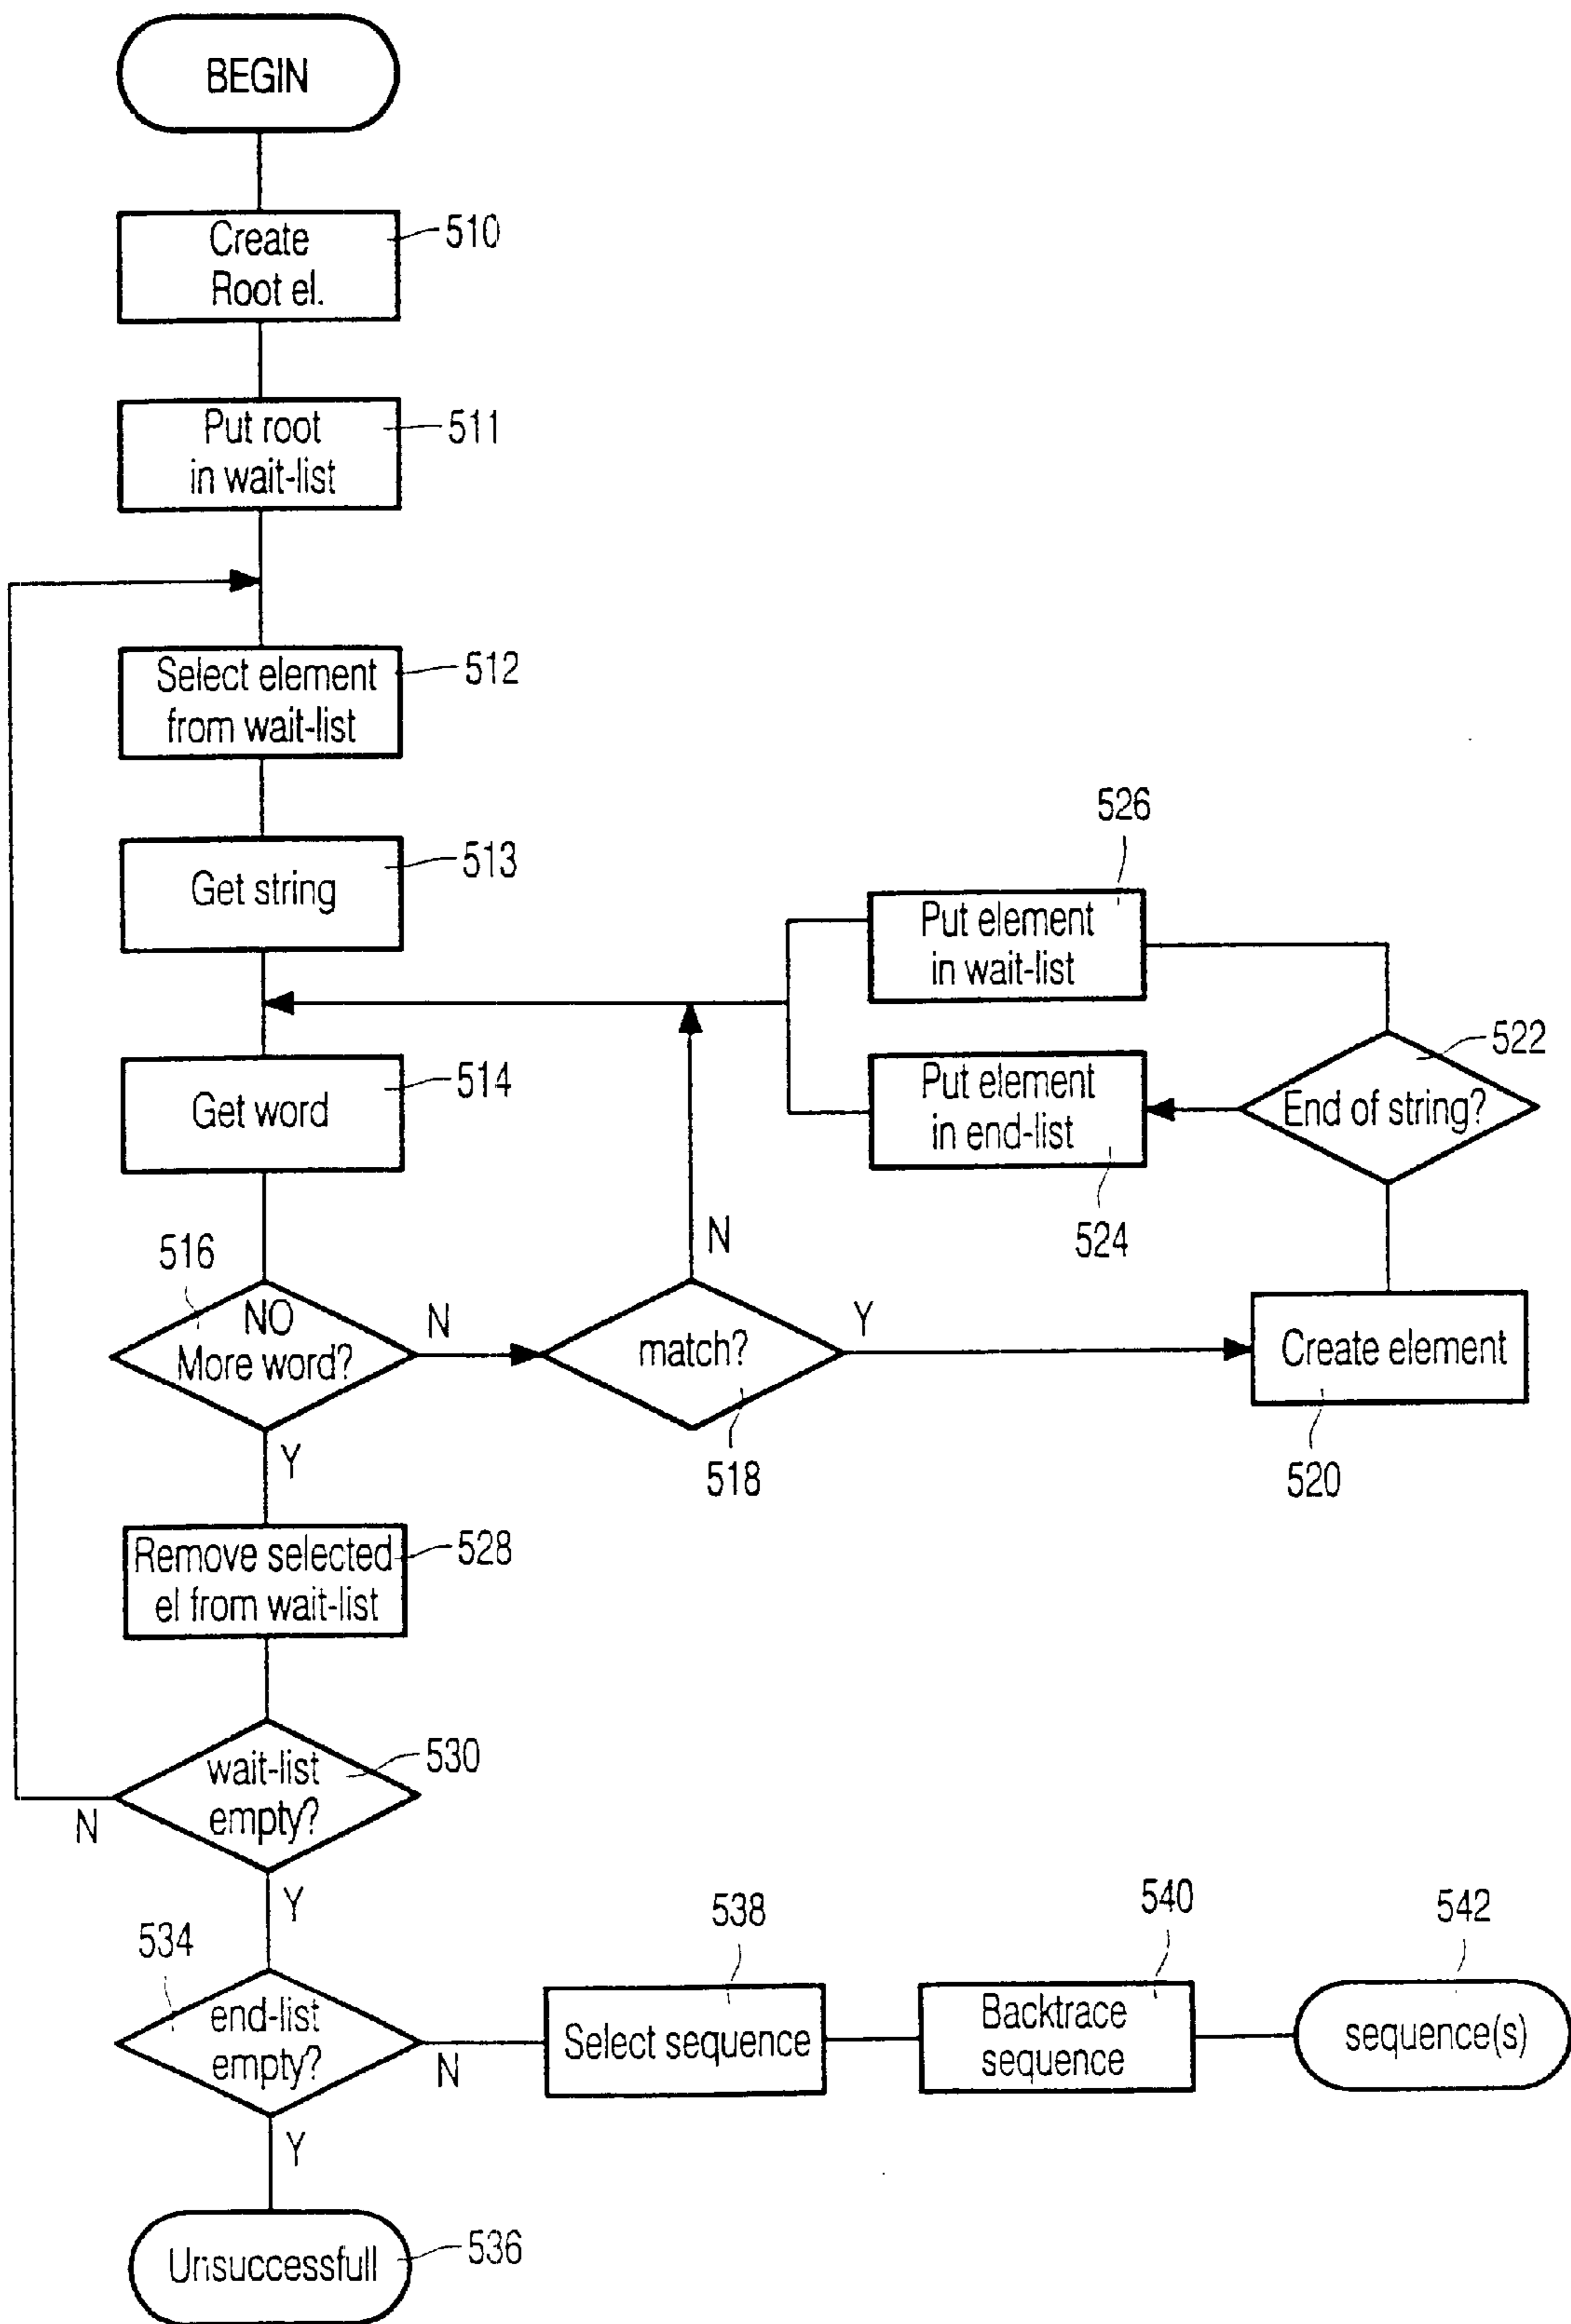 BEGIN
Create
Root el.
510
Put root
in wait-list
511
Select element
from wait-list
512
Get string
513
526
Put element
in wait-list
522
End of string?
Put element
in end-list
524
Get word
514
516
NO
More word?
N
N
match?
518
Y
Create element
520
Y
Remove selected
el from wait-list
528
wait-list
empty?
530
N
Y
534
end-list
empty?
N
538
Select sequence
540
Backtrace
sequence
542
sequence(s)
Y
Unsuccessfull
536